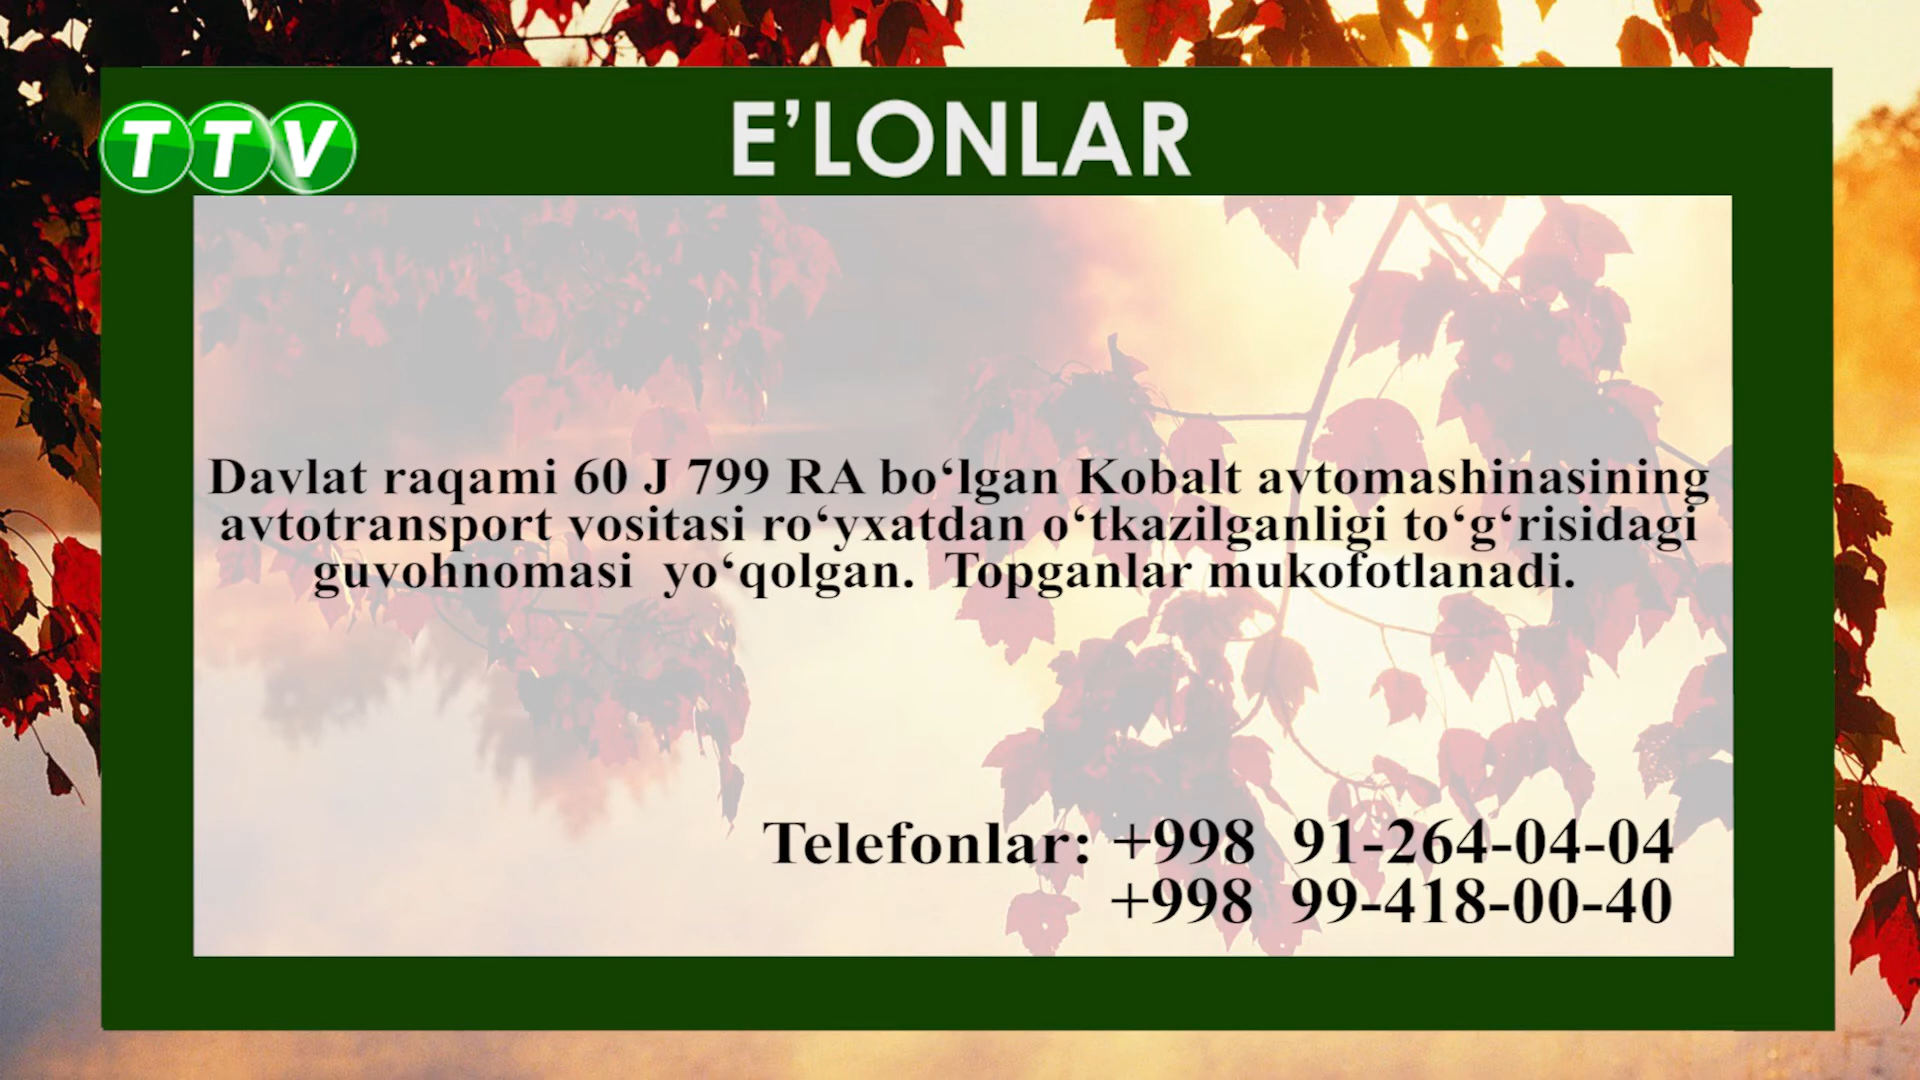 TTV
E’LONLAR
Davlat raqami 60 J 799 RA bo‘lgan Kobalt avtomashinasining
avtotransport vositasi ro‘yxatdan o‘tkazilganligi to‘g‘risidagi
guvohnomasi yo‘qolgan. Topganlar mukofotlanadi.
Telefonlar: +998 91-264-04-04
+998 99-418-00-40